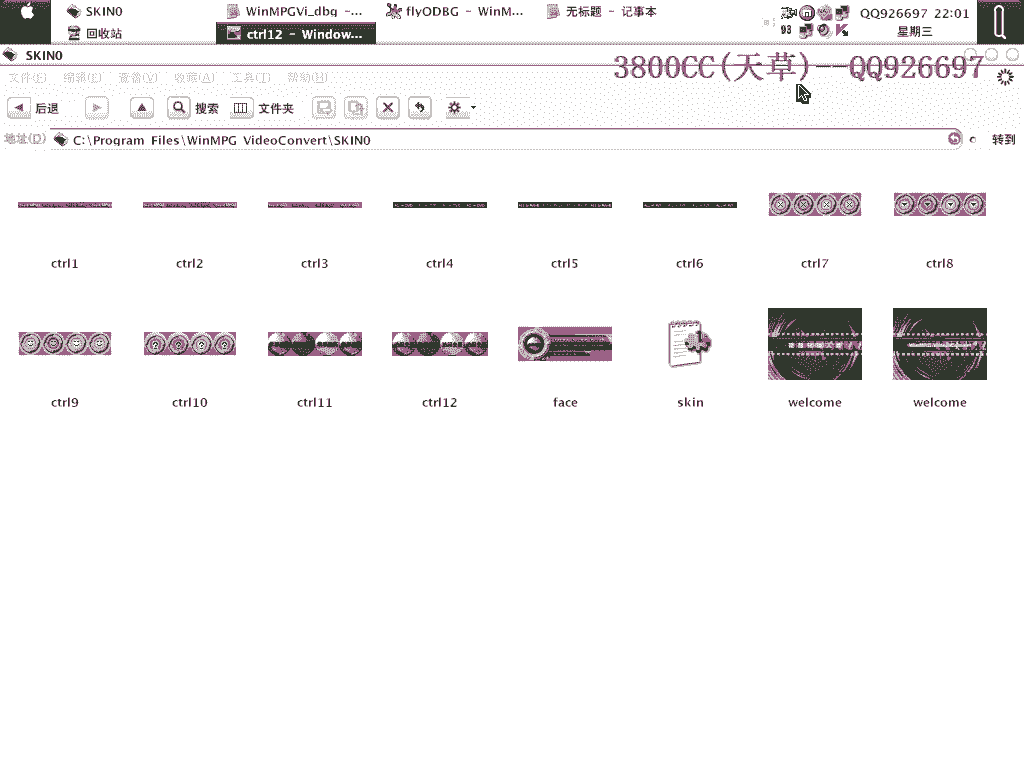 SKIN0
WinMPGVi_dbg -...
flyODBG - WinM...
无标题 - 记事本
QQ926697 22:01
回收站
ctrl12 - Window...
93
星期三
SKIN0
3800CC(天草)——QQ926697
文件(F) 编辑(E) 查看(V) 收藏(A) 工具(T) 帮助(H)
后退 搜索 文件夹
地址(D) C:\Program Files\WinMPG VideoConvert\SKIN0 转到
ctrl1 ctrl2 ctrl3 ctrl4 ctrl5 ctrl6 ctrl7 ctrl8
ctrl9 ctrl10 ctrl11 ctrl12 face skin welcome welcome